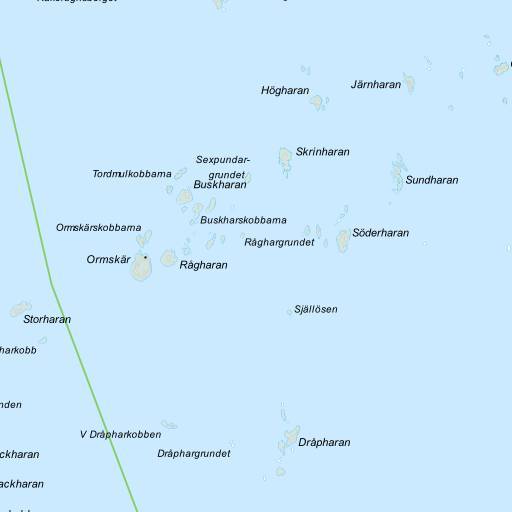 Högharan
Järnharan
Skrinharan
Sexpundar-
grundet
Tordmulkobbarna
Buskharan
Sundharan
Buskharskobbarna
Ormskärskobbarna
Råghargrundet
Söderharan
Ormskär
Rågharan
Själlösen
Storharan
harkobb
nden
V Dråpharkobben
Dråpharan
Dråphargrundet
ckharan
ackharan